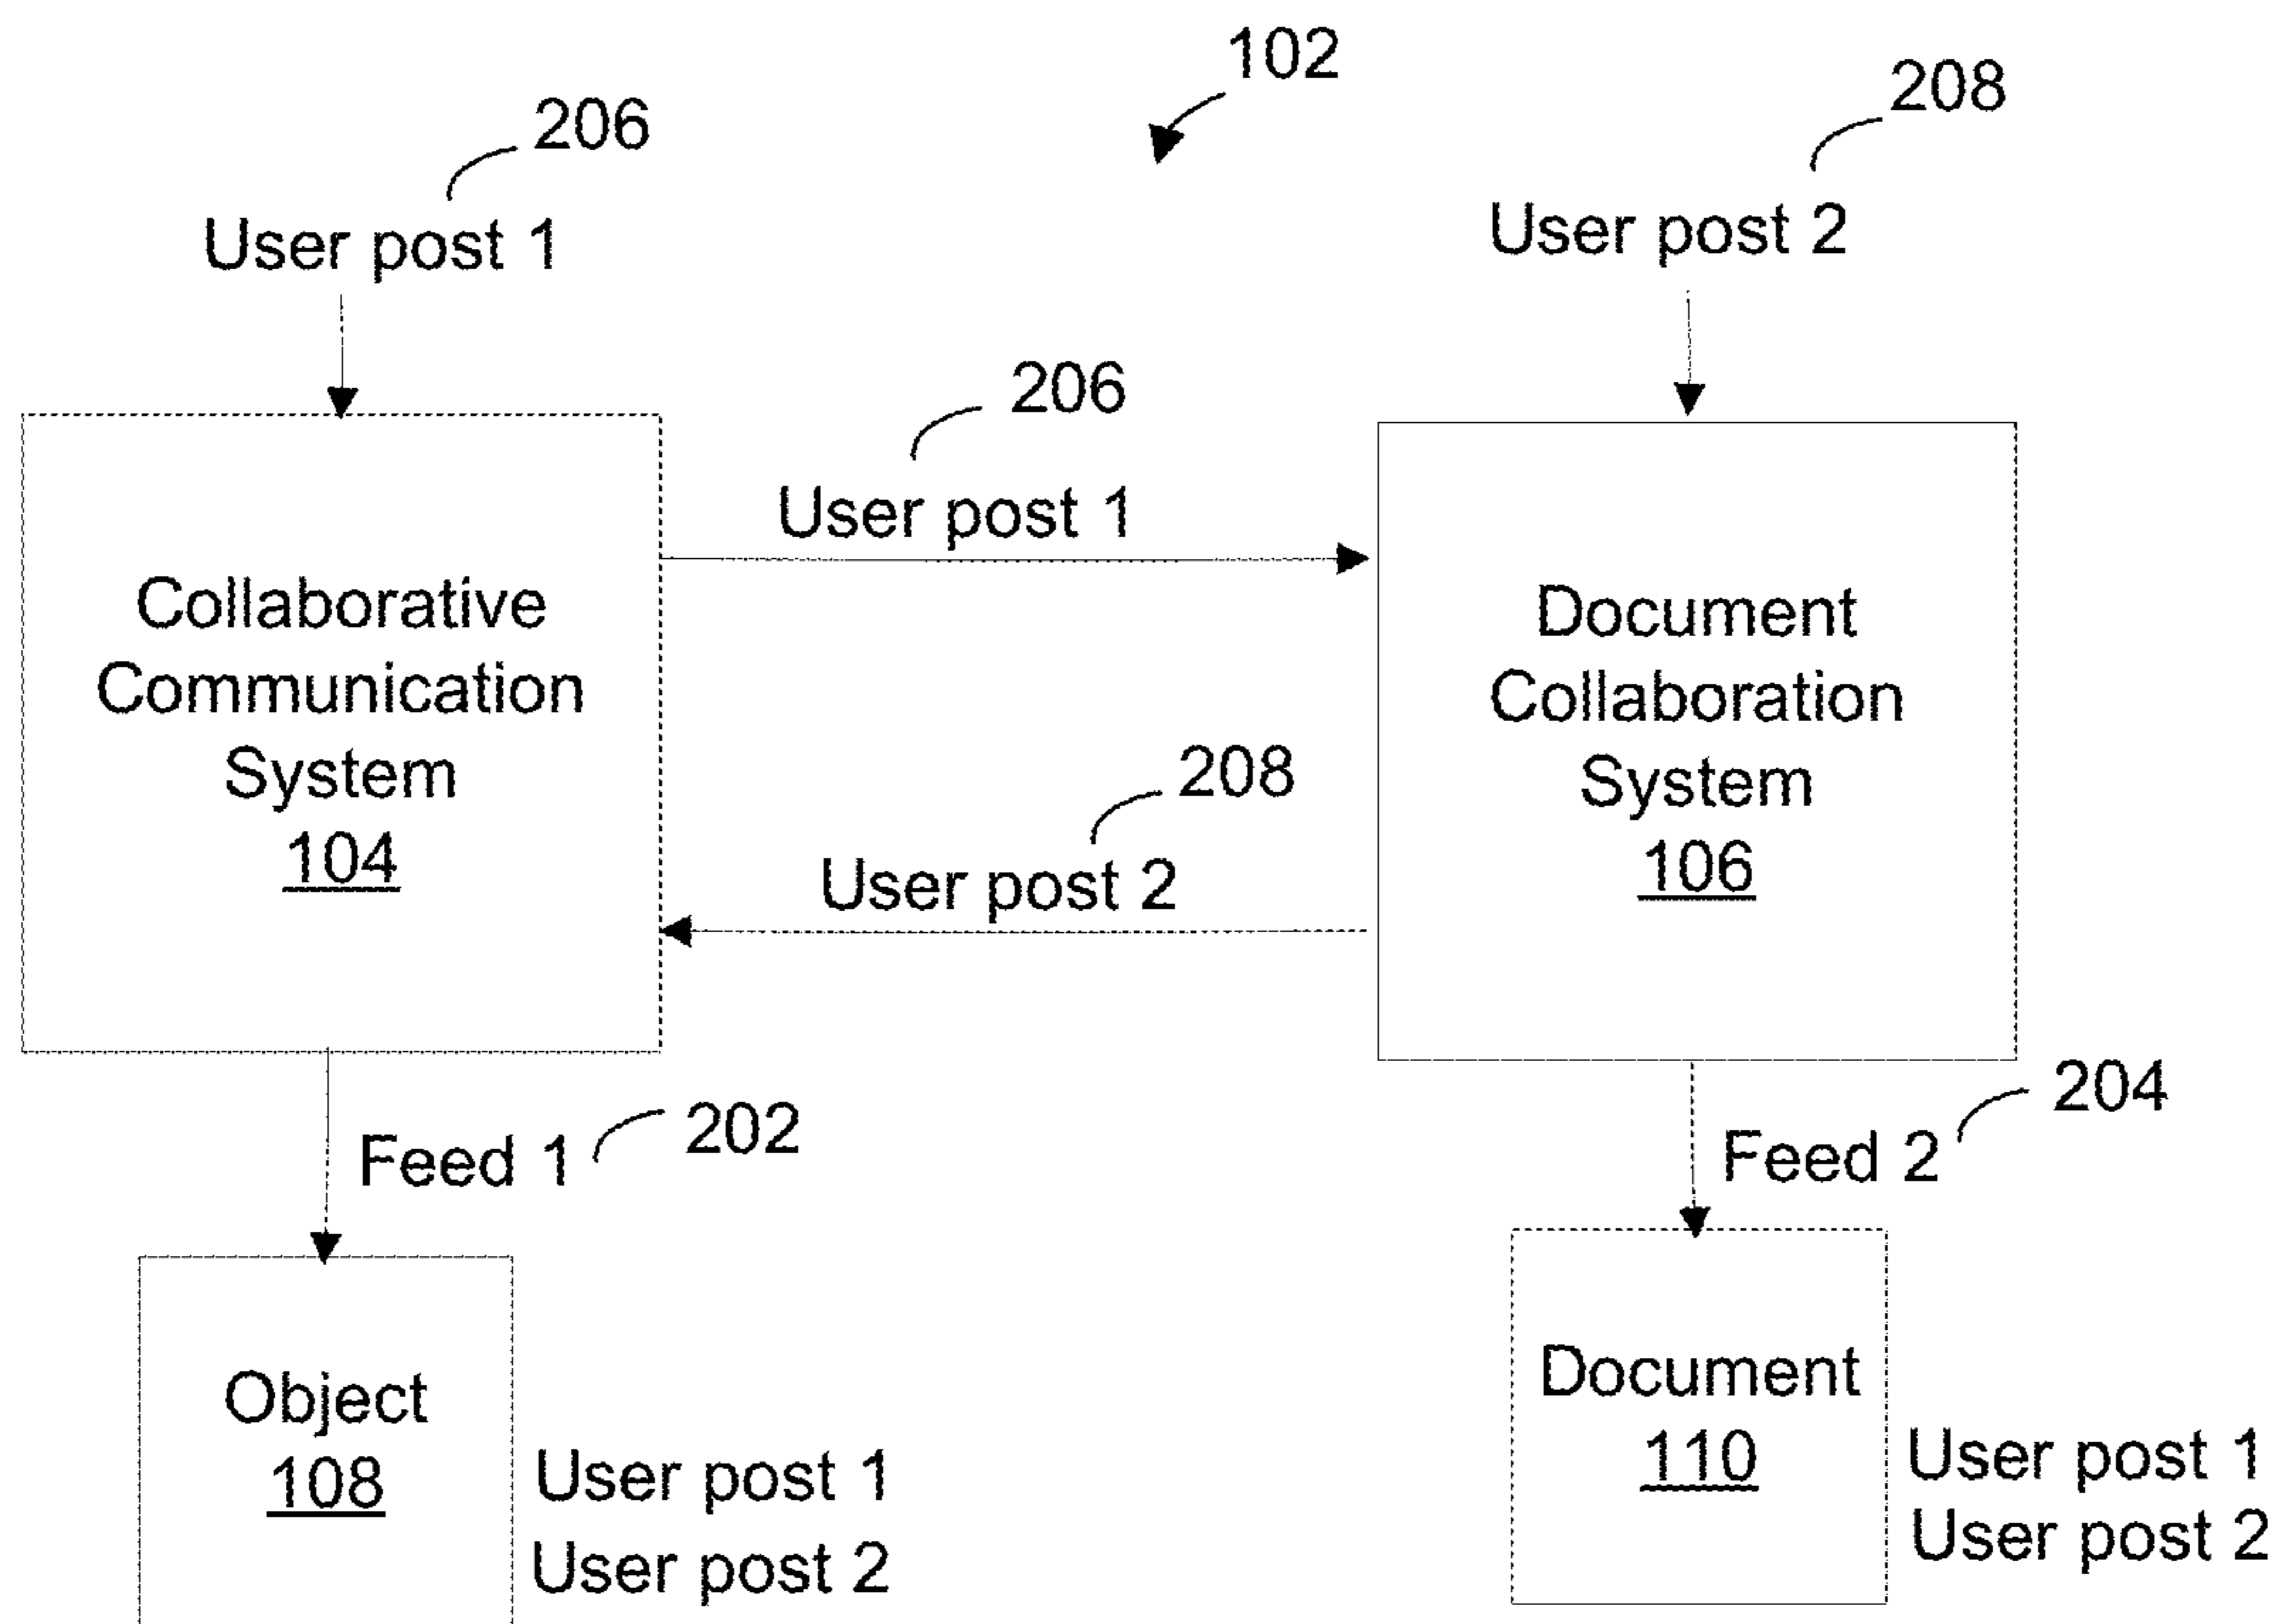 102
206
208
User post 1
User post 2
206
User post 1
Collaborative
Communication
System
104
Document
Collaboration
System
106
208
User post 2
Feed 1
202
Feed 2
204
Object
108
User post 1
User post 2
Document
110
User post 1
User post 2